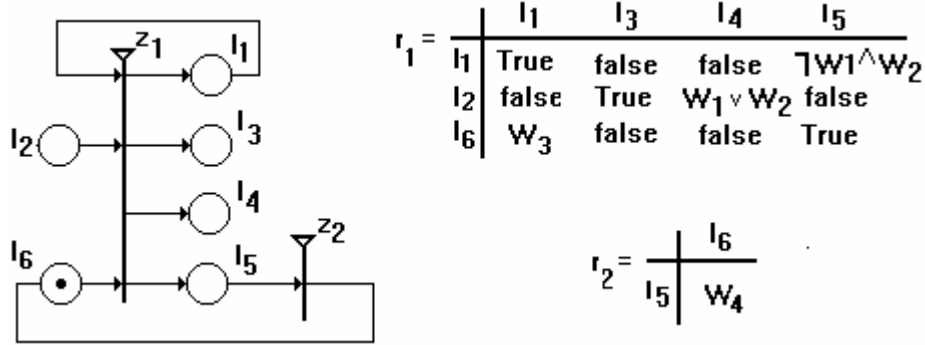 z1 l1
l2 l3
l4
l6 l5 z2
r1 = l1 l3 l4 l5
l1 True false false ⅂W1^W2
l2 false True W1 ∨ W2 false
l6 W3 false false True
r2 = l6
l5 W4